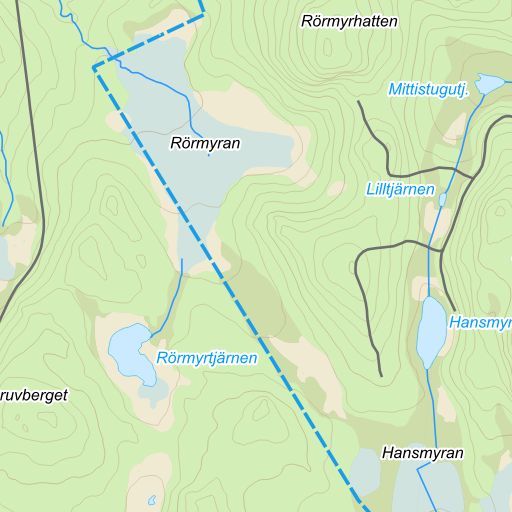 Rörmyrhatten
Mittistugutj.
Rörmyran
Lilltjärnen
Hansmyr
Rörmyrtjärnen
ruvberget
Hansmyran